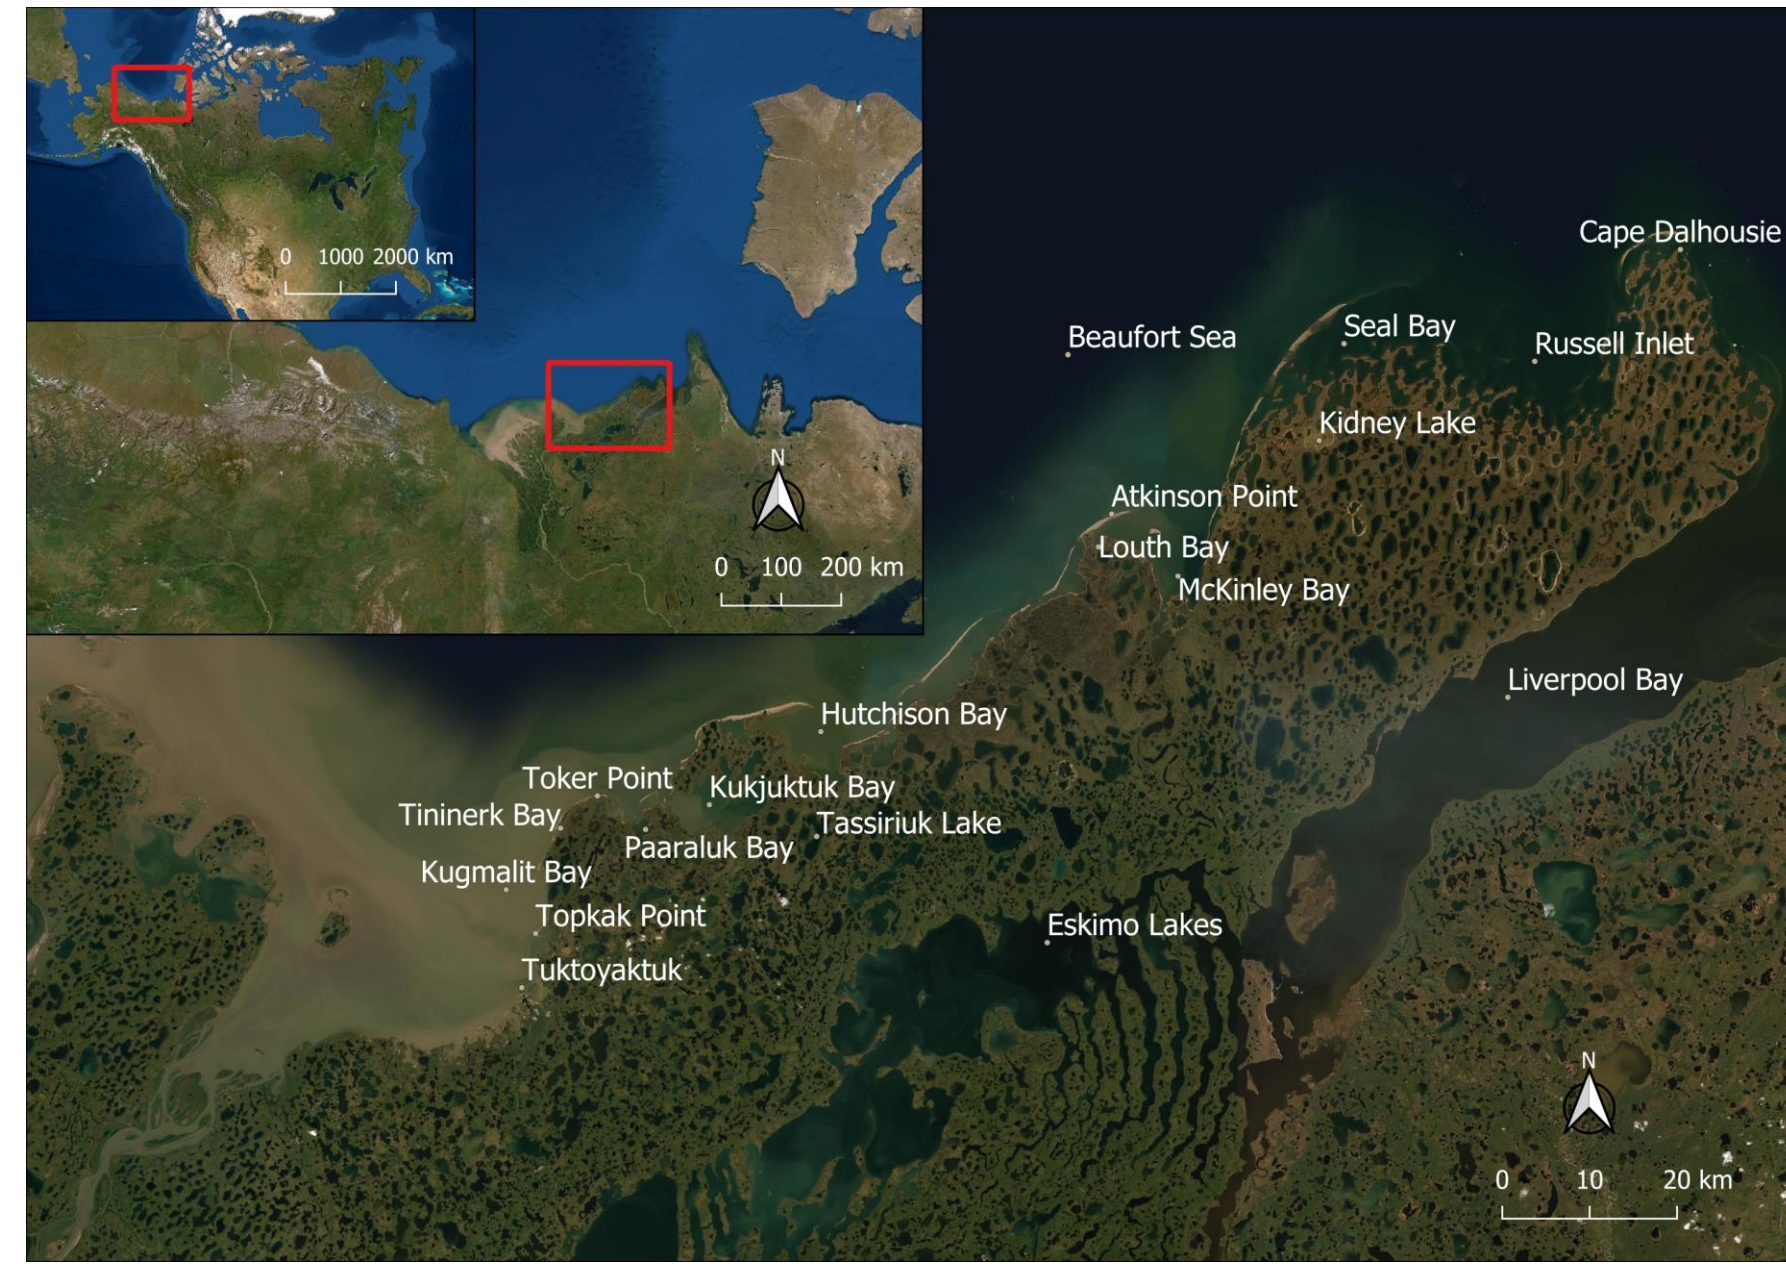 0 1000 2000 km
N
0 100 200 km
Cape Dalhousie
Beaufort Sea
Seal Bay
Russell Inlet
Kidney Lake
Atkinson Point
Louth Bay
McKinley Bay
Liverpool Bay
Hutchison Bay
Toker Point
Kukjuktuk Bay
Tininerk Bay
Tassiriuk Lake
Paaraluk Bay
Kugmalit Bay
Topkak Point
Eskimo Lakes
Tuktoyaktuk
N
0 10 20 km